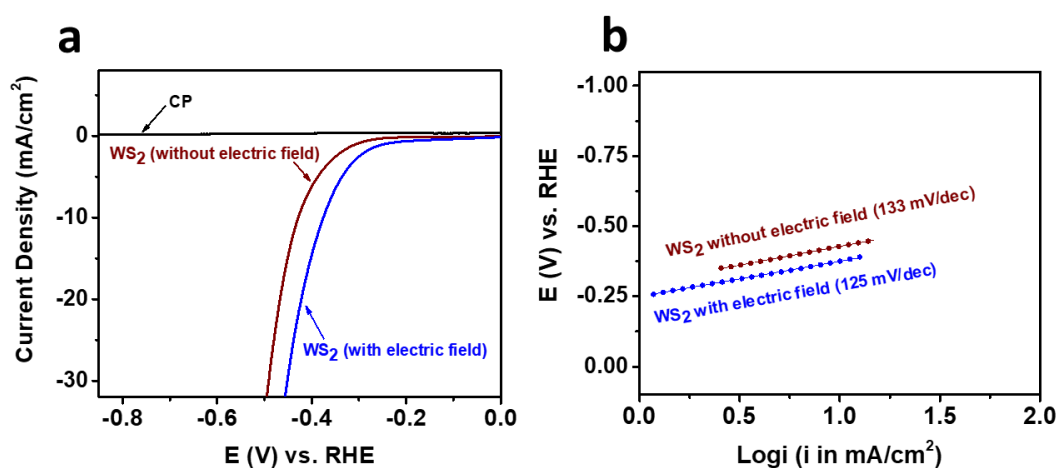 a
CP
WS2 (without electric field)
WS2 (with electric field)
0
-10
-20
-30
-0.8
-0.6
-0.4
-0.2
0.0
Current Density (mA/cm²)
E (V) vs. RHE
b
-1.00
-0.75
-0.50
-0.25
0.00
WS2 without electric field (133 mV/dec)
WS2 with electric field (125 mV/dec)
0.0
0.5
1.0
1.5
2.0
E (V) vs. RHE
Logi (i in mA/cm²)